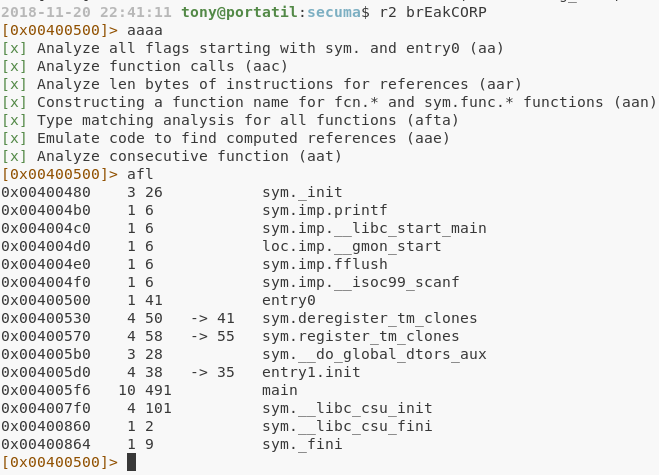 2018-11-20 22:41:11 tony@portatil:secuma$ r2 brEakCORP
[0x00400500]> aaaa
[x] Analyze all flags starting with sym. and entry0 (aa)
[x] Analyze function calls (aac)
[x] Analyze len bytes of instructions for references (aar)
[x] Constructing a function name for fcn.* and sym.func.* functions (aan)
[x] Type matching analysis for all functions (afta)
[x] Emulate code to find computed references (aae)
[x] Analyze consecutive function (aat)
[0x00400500]> afl
0x00400480    3 26           sym._init
0x004004b0    1 6            sym.imp.printf
0x004004c0    1 6            sym.imp.__libc_start_main
0x004004d0    1 6            loc.imp.__gmon_start
0x004004e0    1 6            sym.imp.fflush
0x004004f0    1 6            sym.imp.__isoc99_scanf
0x00400500    1 41           entry0
0x00400530    4 50   -> 41   sym.deregister_tm_clones
0x00400570    4 58   -> 55   sym.register_tm_clones
0x004005b0    3 28           sym.__do_global_dtors_aux
0x004005d0    4 38   -> 35   entry1.init
0x004005f6   10 491          main
0x004007f0    4 101          sym.__libc_csu_init
0x00400860    1 2            sym.__libc_csu_fini
0x00400864    1 9            sym._fini
[0x00400500]>